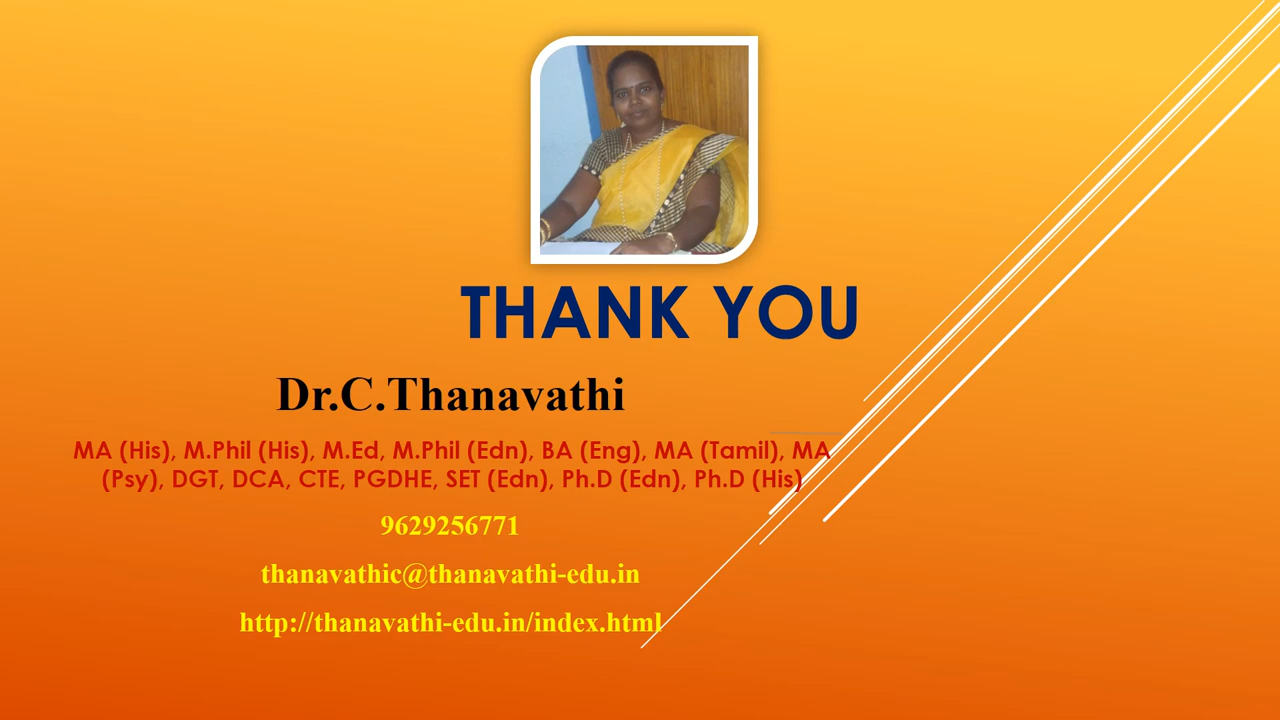 THANK YOU
Dr.C.Thanavathi
MA (His), M.Phil (His), M.Ed, M.Phil (Edn), BA (Eng), MA (Tamil), MA
(Psy), DGT, DCA, CTE, PGDHE, SET (Edn), Ph.D (Edn), Ph.D (His)
9629256771
thanavathic@thanavathi-edu.in
http://thanavathi-edu.in/index.html